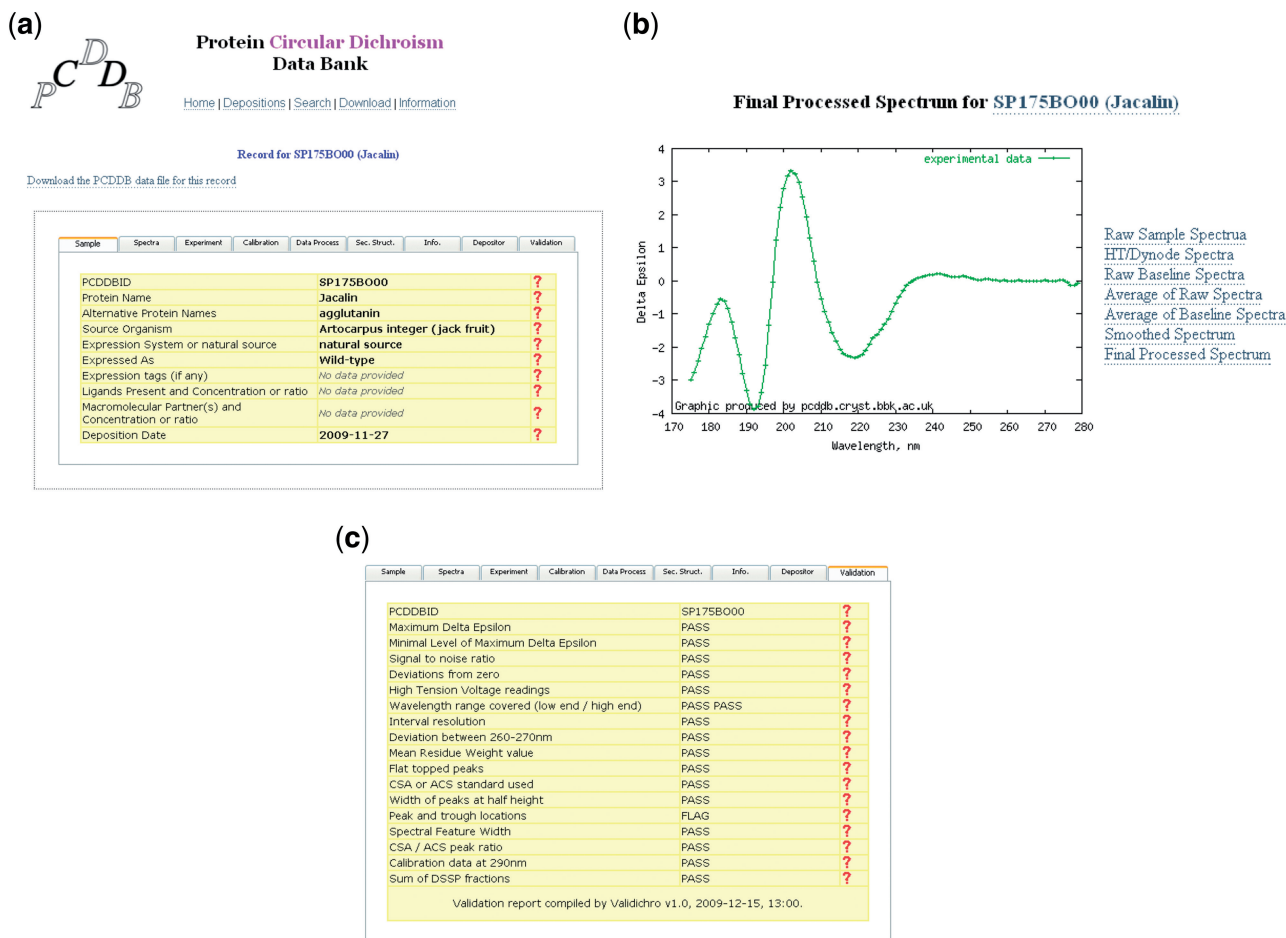 (a)
P C D D B
Protein Circular Dichroism
Data Bank
Home | Depositions | Search | Download | Information
Record for SP175BO00 (Jacalin)
Download the PCDDB data file for this record
Sample Spectra Experiment Calibration Data Process Sec. Struct. Info. Depositor Validation
PCDDBID SP175BO00 ?
Protein Name Jacalin ?
Alternative Protein Names agglutanin ?
Source Organism Artocarpus integer (jack fruit) ?
Expression System or natural source natural source ?
Expressed As Wild-type ?
Expression tags (if any) No data provided ?
Ligands Present and Concentration or ratio No data provided ?
Macromolecular Partner(s) and
Concentration or ratio No data provided ?
Deposition Date 2009-11-27 ?
(b)
Final Processed Spectrum for SP175BO00 (Jacalin)
experimental data
Delta Epsilon
4
3
2
1
0
-1
-2
-3
-4
Graphic produced by pcddb.cryst.bbk.ac.uk
170 180 190 200 210 220 230 240 250 260 270 280
Wavelength, nm
Raw Sample Spectrua
HT/Dynode Spectra
Raw Baseline Spectra
Average of Raw Spectra
Average of Baseline Spectra
Smoothed Spectrum
Final Processed Spectrum
(c)
Sample Spectra Experiment Calibration Data Process Sec. Struct. Info. Depositor Validation
PCDDBID SP175BO00 ?
Maximum Delta Epsilon PASS ?
Minimal Level of Maximum Delta Epsilon PASS ?
Signal to noise ratio PASS ?
Deviations from zero PASS ?
High Tension Voltage readings PASS ?
Wavelength range covered (low end / high end) PASS PASS ?
Interval resolution PASS ?
Deviation between 260-270nm PASS ?
Mean Residue Weight value PASS ?
Flat topped peaks PASS ?
CSA or ACS standard used PASS ?
Width of peaks at half height PASS ?
Peak and trough locations FLAG ?
Spectral Feature Width PASS ?
CSA / ACS peak ratio PASS ?
Calibration data at 290nm PASS ?
Sum of DSSP fractions PASS ?
Validation report compiled by Validichro v1.0, 2009-12-15, 13:00.